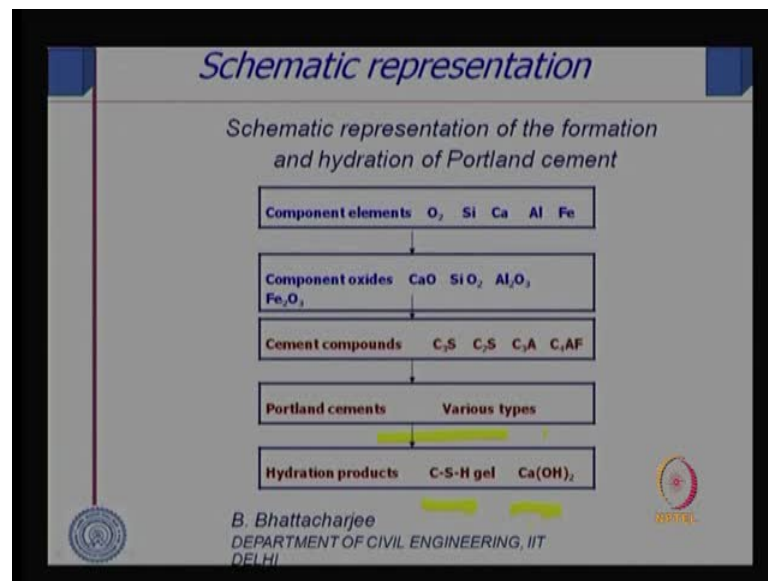 Schematic representation
Schematic representation of the formation
and hydration of Portland cement
Component elements O₂ Si Ca Al Fe
Component oxides CaO SiO₂ Al₂O₃
Fe₂O₃
Cement compounds C₃S C₂S C₃A C₄AF
Portland cements Various types
Hydration products C-S-H gel Ca(OH)₂
B. Bhattacharjee
DEPARTMENT OF CIVIL ENGINEERING, IIT
DELHI
NPTEL